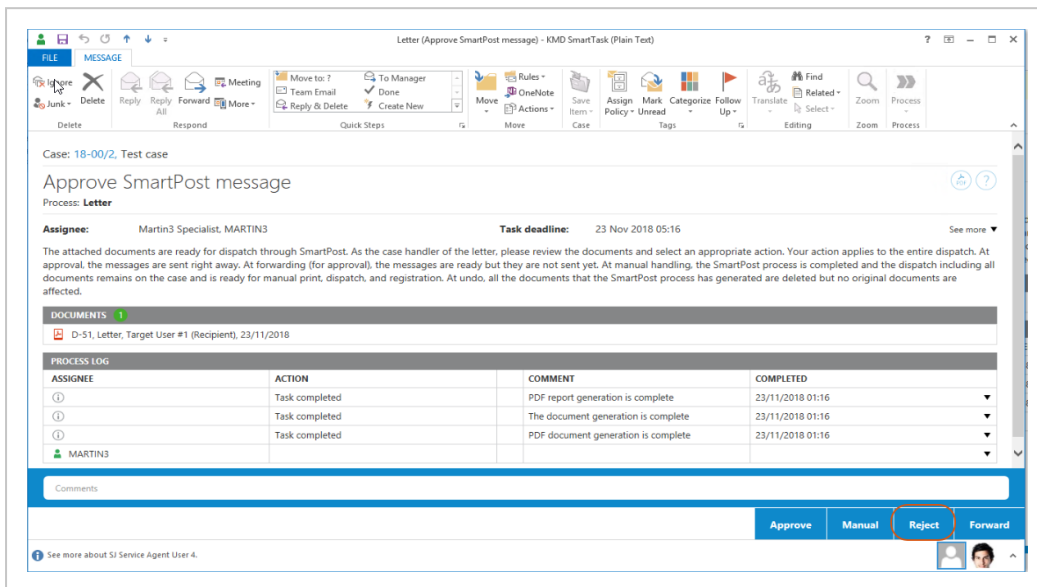 Letter (Approve SmartPost message) - KMD SmartTask (Plain Text)
FILE MESSAGE
Ignore
Junk
Delete
Reply
Reply All
Forward
Meeting
More
Delete
Respond
Move to: ?
Team Email
Reply & Delete
To Manager
Done
Create New
Quick Steps
Move
Rules
OneNote
Actions
Move
Save Item
Case
Assign Policy
Mark Unread
Categorize
Follow Up
Tags
Translate
Find
Related
Select
Editing
Zoom
Zoom
Process
Process
Case: 18-00/2, Test case
Approve SmartPost message
PDF ?
Process: Letter
Assignee: Martin3 Specialist, MARTIN3 Task deadline: 23 Nov 2018 05:16 See more
The attached documents are ready for dispatch through SmartPost. As the case handler of the letter, please review the documents and select an appropriate action. Your action applies to the entire dispatch. At
approval, the messages are sent right away. At forwarding (for approval), the messages are ready but they are not sent yet. At manual handling, the SmartPost process is completed and the dispatch including all
documents remains on the case and is ready for manual print, dispatch, and registration. At undo, all the documents that the SmartPost process has generated are deleted but no original documents are
affected.
DOCUMENTS 1
D-51, Letter, Target User #1 (Recipient), 23/11/2018
PROCESS LOG
ASSIGNEE ACTION COMMENT COMPLETED
Task completed PDF report generation is complete 23/11/2018 01:16
Task completed The document generation is complete 23/11/2018 01:16
Task completed PDF document generation is complete 23/11/2018 01:16
MARTIN3
Comments
Approve Manual Reject Forward
See more about SJ Service Agent User 4.